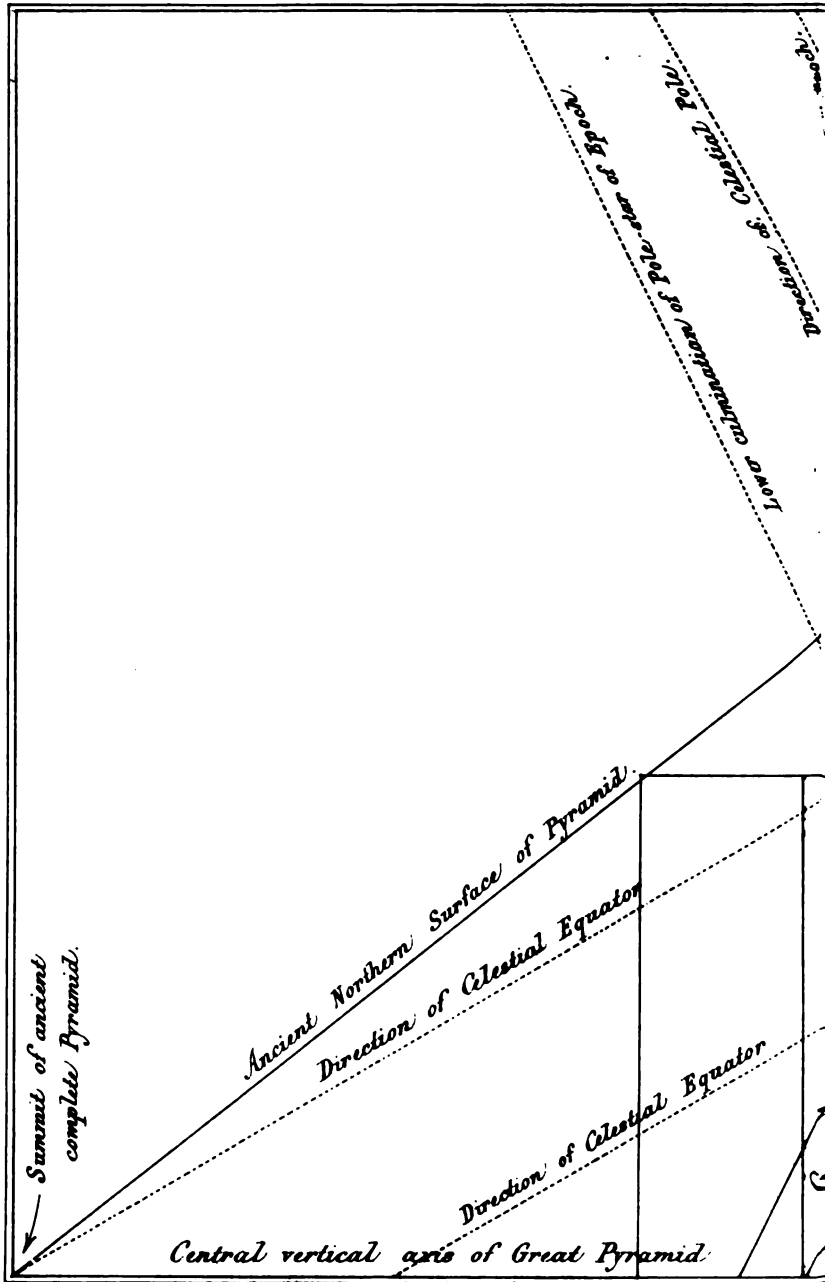 Lower culmination of Pole star of Epoch.
Direction of Celestial Pole.
Ancient Northern Surface of Pyramid.
Direction of Celestial Equator
Direction of Celestial Equator
Summit of ancient
complete Pyramid.
Central vertical axis of Great Pyramid